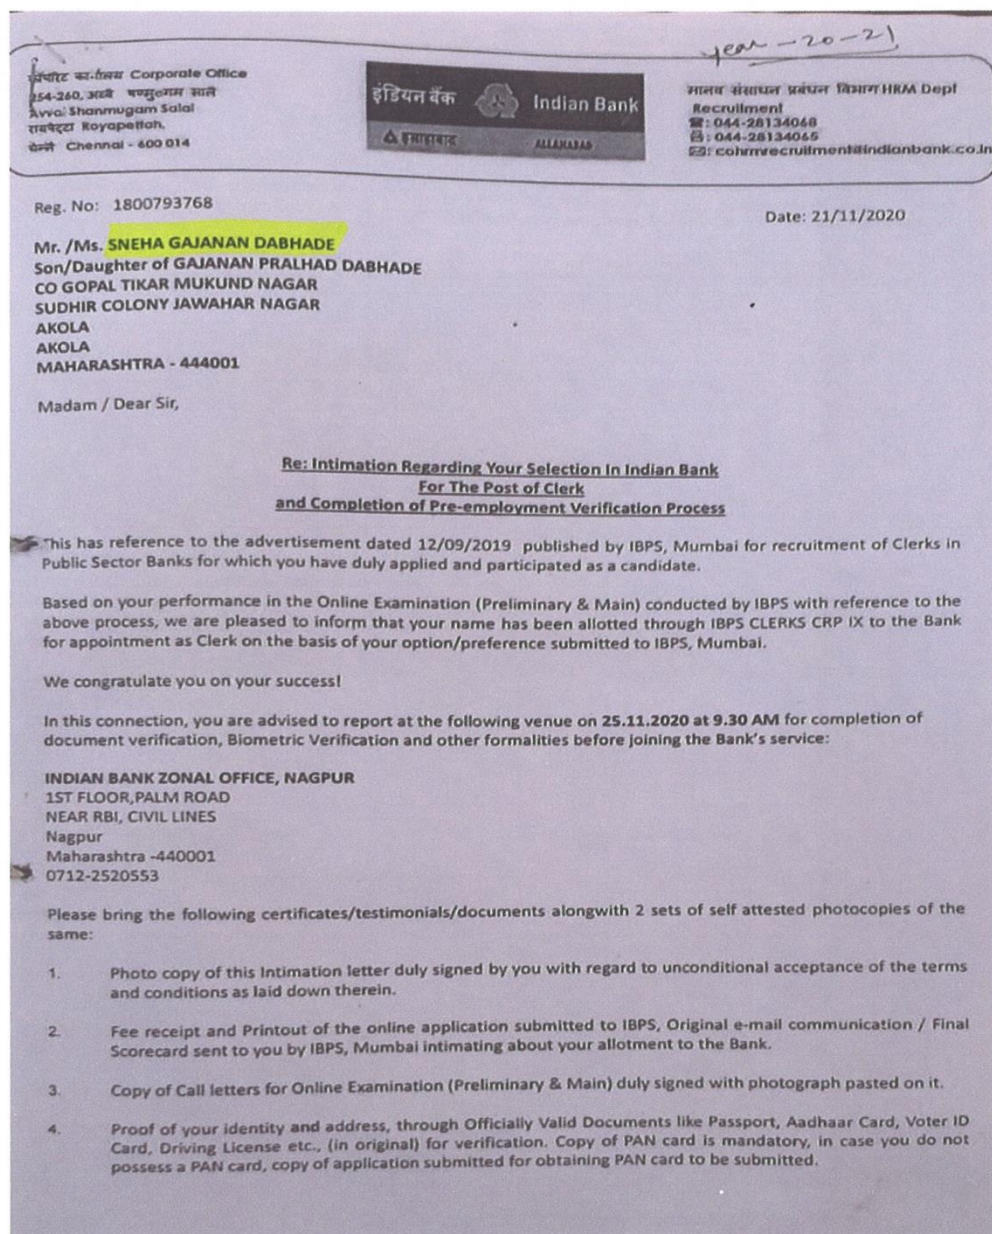 year - 20-21
Corporate Office
254-260,
Avvai Shanmugam Salai
Royapettah,
चेन्नै Chennai - 600 014
इंडियन बैंक Indian Bank
इलाहाबाद ALLAHABAD
मानव संसाधन प्रबंधन विभाग HRM Dept
Recruitment
: 044-28134068
: 044-28134065
: cohrmrecruitment@indianbank.co.in
Reg. No: 1800793768
Date: 21/11/2020
Mr. /Ms. SNEHA GAJANAN DABHADE
Son/Daughter of GAJANAN PRALHAD DABHADE
CO GOPAL TIKAR MUKUND NAGAR
SUDHIR COLONY JAWAHAR NAGAR
AKOLA
AKOLA
MAHARASHTRA - 444001
Madam / Dear Sir,
Re: Intimation Regarding Your Selection In Indian Bank
For The Post of Clerk
and Completion of Pre-employment Verification Process
This has reference to the advertisement dated 12/09/2019 published by IBPS, Mumbai for recruitment of Clerks in
Public Sector Banks for which you have duly applied and participated as a candidate.
Based on your performance in the Online Examination (Preliminary & Main) conducted by IBPS with reference to the
above process, we are pleased to inform that your name has been allotted through IBPS CLERKS CRP IX to the Bank
for appointment as Clerk on the basis of your option/preference submitted to IBPS, Mumbai.
We congratulate you on your success!
In this connection, you are advised to report at the following venue on 25.11.2020 at 9.30 AM for completion of
document verification, Biometric Verification and other formalities before joining the Bank's service:
INDIAN BANK ZONAL OFFICE, NAGPUR
1ST FLOOR,PALM ROAD
NEAR RBI, CIVIL LINES
Nagpur
Maharashtra -440001
0712-2520553
Please bring the following certificates/testimonials/documents alongwith 2 sets of self attested photocopies of the
same:
1. Photo copy of this Intimation letter duly signed by you with regard to unconditional acceptance of the terms
and conditions as laid down therein.
2. Fee receipt and Printout of the online application submitted to IBPS, Original e-mail communication / Final
Scorecard sent to you by IBPS, Mumbai intimating about your allotment to the Bank.
3. Copy of Call letters for Online Examination (Preliminary & Main) duly signed with photograph pasted on it.
4. Proof of your identity and address, through Officially Valid Documents like Passport, Aadhaar Card, Voter ID
Card, Driving License etc., (in original) for verification. Copy of PAN card is mandatory, in case you do not
possess a PAN card, copy of application submitted for obtaining PAN card to be submitted.